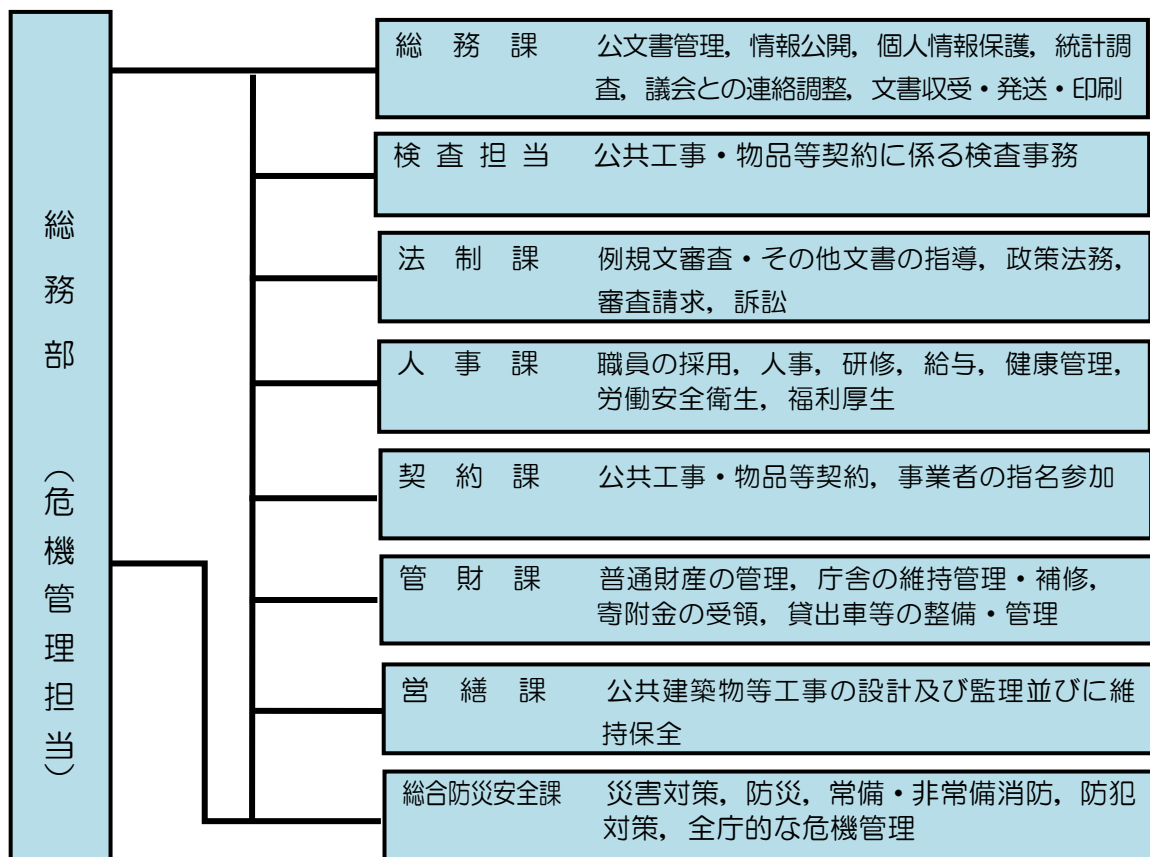 総務部（危機管理担当）
総務課　公文書管理，情報公開，個人情報保護，統計調
査，議会との連絡調整，文書収受・発送・印刷
検査担当　公共工事・物品等契約に係る検査事務
法制課　例規文審査・その他文書の指導，政策法務，
審査請求，訴訟
人事課　職員の採用，人事，研修，給与，健康管理，
労働安全衛生，福利厚生
契約課　公共工事・物品等契約，事業者の指名参加
管財課　普通財産の管理，庁舎の維持管理・補修，
寄附金の受領，貸出車等の整備・管理
営繕課　公共建築物等工事の設計及び監理並びに維
持保全
総合防災安全課　災害対策，防災，常備・非常備消防，防犯
対策，全庁的な危機管理